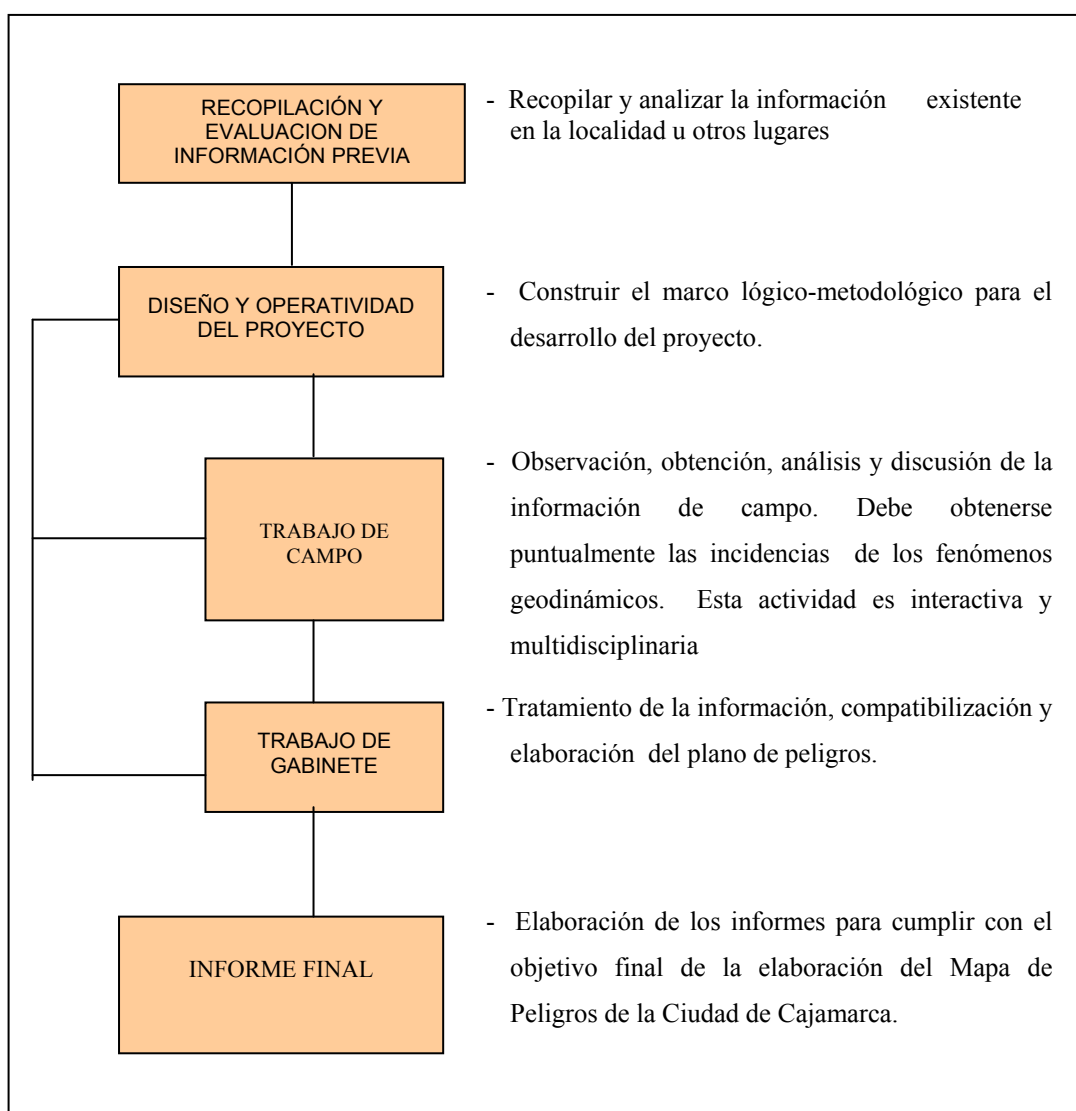 RECOPILACIÓN Y
EVALUACION DE
INFORMACIÓN PREVIA
- Recopilar y analizar la información existente
en la localidad u otros lugares
DISEÑO Y OPERATIVIDAD
DEL PROYECTO
- Construir el marco lógico-metodológico para el
desarrollo del proyecto.
TRABAJO DE
CAMPO
- Observación, obtención, análisis y discusión de la
información de campo. Debe obtenerse
puntualmente las incidencias de los fenómenos
geodinámicos. Esta actividad es interactiva y
multidisciplinaria
TRABAJO DE
GABINETE
- Tratamiento de la información, compatibilización y
elaboración del plano de peligros.
INFORME FINAL
- Elaboración de los informes para cumplir con el
objetivo final de la elaboración del Mapa de
Peligros de la Ciudad de Cajamarca.